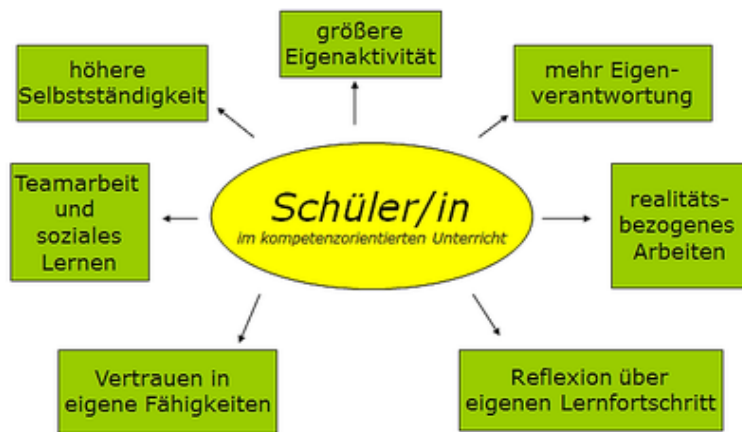 größere
Eigenaktivität
höhere
Selbstständigkeit
mehr Eigen-
verantwortung
Teamarbeit
und
soziales
Lernen
Schüler/in
im kompetenzorientierten Unterricht
realitäts-
bezogenes
Arbeiten
Vertrauen in
eigene Fähigkeiten
Reflexion über
eigenen Lernfortschritt